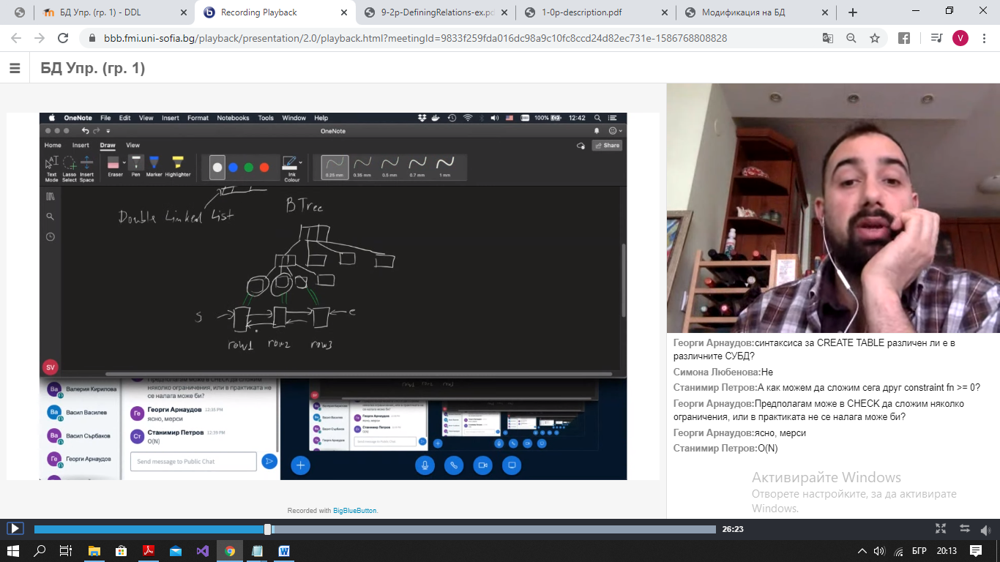 БД Упр. (гр. 1) - DDL
Recording Playback
9-2p-DefiningRelations-ex.po
1-0p-description.pdf
Модификация на БД
bbb.fmi.uni-sofia.bg/playback/presentation/2.0/playback.html?meetingId=9833f259fda016dc98a9c10fc8ccd24d82ec731e-1586768808828
V
БД Упр. (гр. 1)
OneNote File Edit View Insert Format Notebooks Tools Window Help
100% 12:42
OneNote
Home Insert Draw View
Share
Text Mode
Lasso Select
Insert Space
Eraser
Pen
Marker
Highlighter
Ink Colour
0.25 mm
0.35 mm
0.5 mm
0.7 mm
1 mm
Double Linked List
BTree
s
e
row1 row2 row3
SV
Ва Валерия Кирилова
Ва Васил Василев
Ва Васил Сърбаков
Ге Георги Арнаудов
Предполагам може в CHECK да сложим
няколко ограничения, или в практиката не
се налага може би?
Ге Георги Арнаудов 12:35 PM
ясно, мерси
Ст Станимир Петров 12:39 PM
O(N)
Send message to Public Chat
Георги Арнаудов:синтаксиса за CREATE TABLE различен ли е в
различните СУБД?
Симона Любенова:Не
Станимир Петров:А как можем да сложим сега друг constraint fn >= 0?
Георги Арнаудов:Предполагам може в CHECK да сложим няколко
ограничения, или в практиката не се налага може би?
Георги Арнаудов:ясно, мерси
Станимир Петров:O(N)
Активирайте Windows
Отворете настройките, за да активирате
Windows.
Recorded with BigBlueButton.
26:23
БГР 20:13